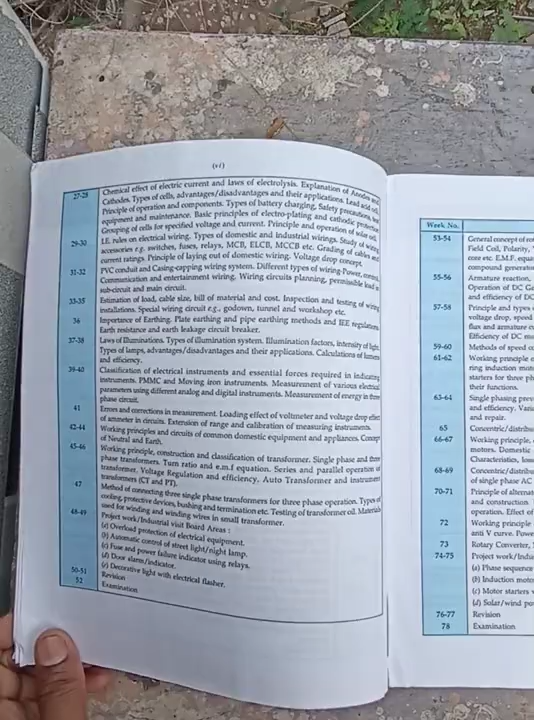 (vi)
27-28 Chemical effect of electric current and laws of electrolysis. Explanation of Anodes and
Cathodes. Types of cells, advantages/disadvantages and their applications. Lead acid cell,
Principle of operation and components. Types of battery charging, Safety precautions, test
equipment and maintenance. Basic principles of electro-plating and cathodic protection
Grouping of cells for specified voltage and current. Principle and operation of solar cell.
29-30 I.E. rules on electrical wiring. Types of domestic and industrial wirings. Study of wiring
accessories e.g. switches, fuses, relays, MCB, ELCB, MCCB etc. Grading of cables and
current ratings. Principle of laying out of domestic wiring. Voltage drop concept.
31-32 PVC conduit and Casing-capping wiring system. Different types of wiring-Power, control,
Communication and entertainment wiring. Wiring circuits planning, permissible load in
sub-circuit and main circuit.
33-35 Estimation of load, cable size, bill of material and cost. Inspection and testing of wiring
installations. Special wiring circuit e.g. godown, tunnel and workshop etc.
36 Importance of Earthing. Plate earthing and pipe earthing methods and IEE regulations
Earth resistance and earth leakage circuit breaker.
37-38 Laws of Illuminations. Types of illumination system. Illumination factors, intensity of light.
Types of lamps, advantages/disadvantages and their applications. Calculations of lumens
and efficiency.
39-40 Classification of electrical instruments and essential forces required in indicating
instruments. PMMC and Moving iron instruments. Measurement of various electrical
parameters using different analog and digital instruments. Measurement of energy in three
phase circuit.
41 Errors and corrections in measurement. Loading effect of voltmeter and voltage drop effect
of ammeter in circuits. Extension of range and calibration of measuring instruments.
42-44 Working principles and circuits of common domestic equipment and appliances. Concept
of Neutral and Earth.
45-46 Working principle, construction and classification of transformer. Single phase and three
phase transformers. Turn ratio and e.m.f equation. Series and parallel operation of
transformer. Voltage Regulation and efficiency. Auto Transformer and instrument
transformers (CT and PT).
47 Method of connecting three single phase transformers for three phase operation. Types of
cooling, protective devices, bushing and termination etc. Testing of transformer oil. Materials
used for winding and winding wires in small transformer.
48-49 Project work/Industrial visit Board Areas :
(a) Overload protection of electrical equipment.
(b) Automatic control of street light/night lamp.
(c) Fuse and power failure indicator using relays.
(d) Door alarm/indicator.
(e) Decorative light with electrical flasher.
50-51 Revision
52 Examination
Week No.
53-54 General concept of
Field Coil, Polarity,
core etc. E.M.F.
compound
55-56 Armature reaction,
Operation of DC
and efficiency of DC
57-58 Principle and types
voltage drop, speed
flux and armature
Efficiency of DC
59-60 Methods of speed
61-62 Working principle
ring induction
starters for three
their functions.
63-64 Single phasing
and efficiency.
and repair.
65 Concentric/
66-67 Working principle,
motors. Domestic
Characteristics,
68-69 Concentric/
of single phase AC
70-71 Principle of
and construction
operation. Effect of
72 Working principle
and V curve.
73 Rotary Converter,
74-75 Project work/
(a) Phase sequence
(b) Induction
(c) Motor starters
(d) Solar/wind
76-77 Revision
78 Examination